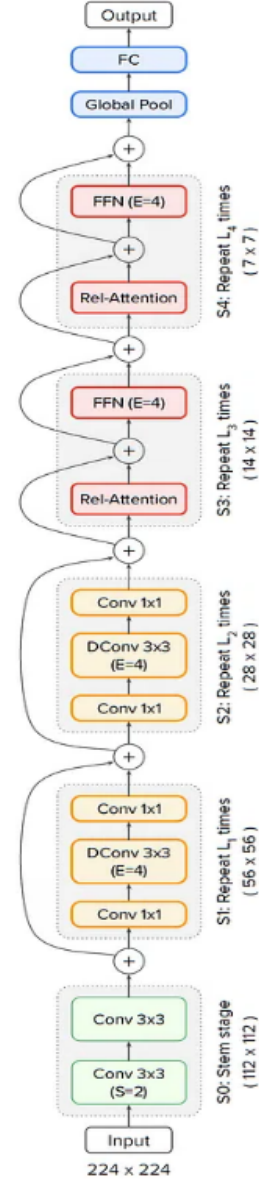 Output
FC
Global Pool
+
FFN (E=4)
+
Rel-Attention
S4: Repeat L4 times
(7 x 7)
+
FFN (E=4)
+
Rel-Attention
S3: Repeat L3 times
(14 x 14)
+
Conv 1x1
DConv 3x3
(E=4)
Conv 1x1
S2: Repeat L2 times
(28 x 28)
+
Conv 1x1
DConv 3x3
(E=4)
Conv 1x1
S1: Repeat L1 times
(56 x 56)
+
Conv 3x3
Conv 3x3
(S=2)
S0: Stem stage
(112 x 112)
Input
224 x 224